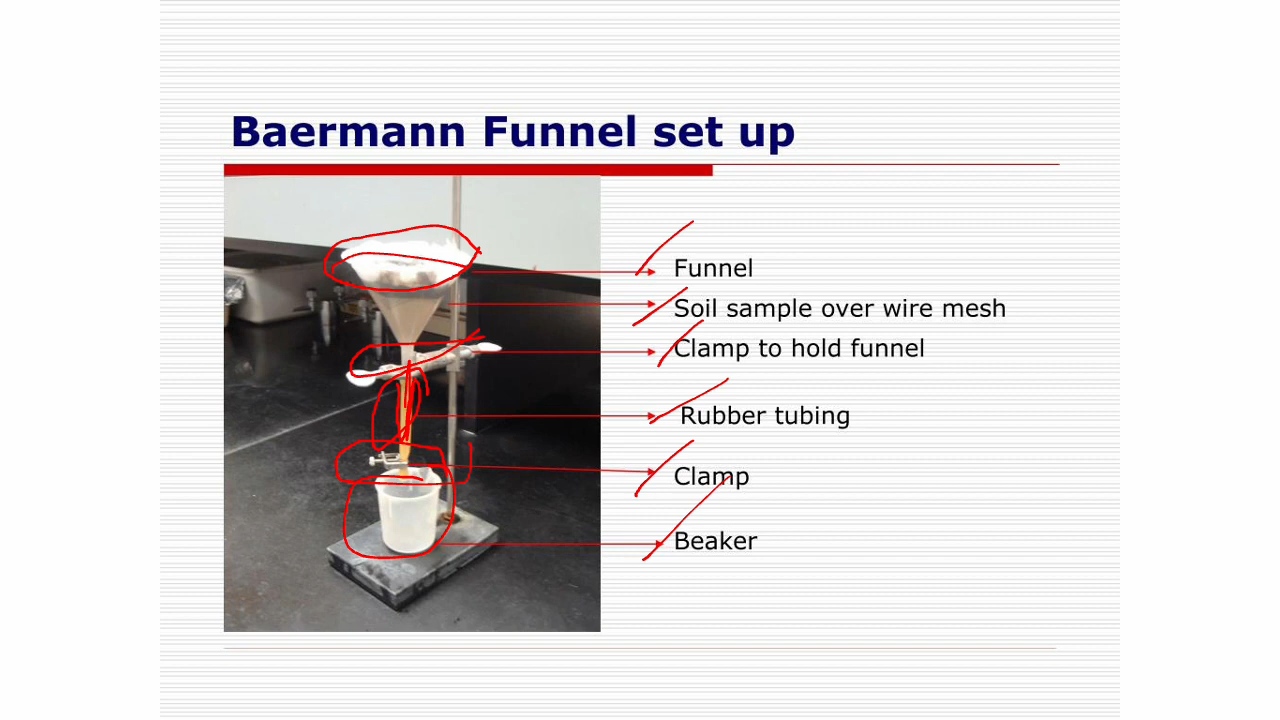 Baermann Funnel set up
Funnel
Soil sample over wire mesh
Clamp to hold funnel
Rubber tubing
Clamp
Beaker